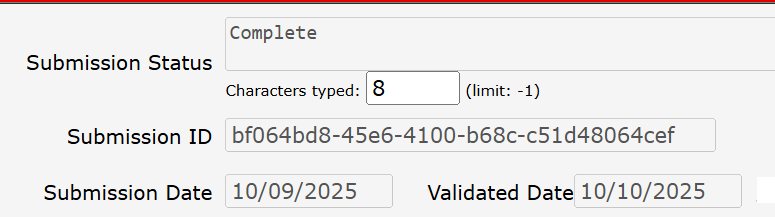 Submission Status Complete
Characters typed: 8 (limit: -1)
Submission ID bf064bd8-45e6-4100-b68c-c51d48064cef
Submission Date 10/09/2025 Validated Date 10/10/2025